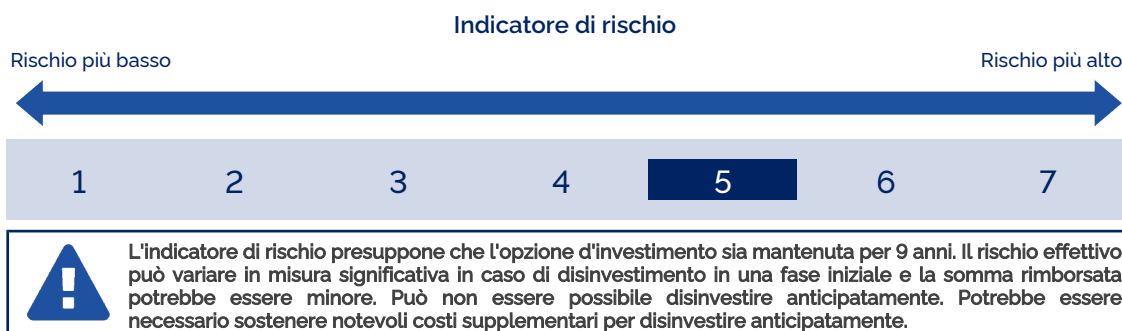 Indicatore di rischio
Rischio più basso
Rischio più alto
1 2 3 4 5 6 7
L'indicatore di rischio presuppone che l'opzione d'investimento sia mantenuta per 9 anni. Il rischio effettivo
può variare in misura significativa in caso di disinvestimento in una fase iniziale e la somma rimborsata
potrebbe essere minore. Può non essere possibile disinvestire anticipatamente. Potrebbe essere
necessario sostenere notevoli costi supplementari per disinvestire anticipatamente.